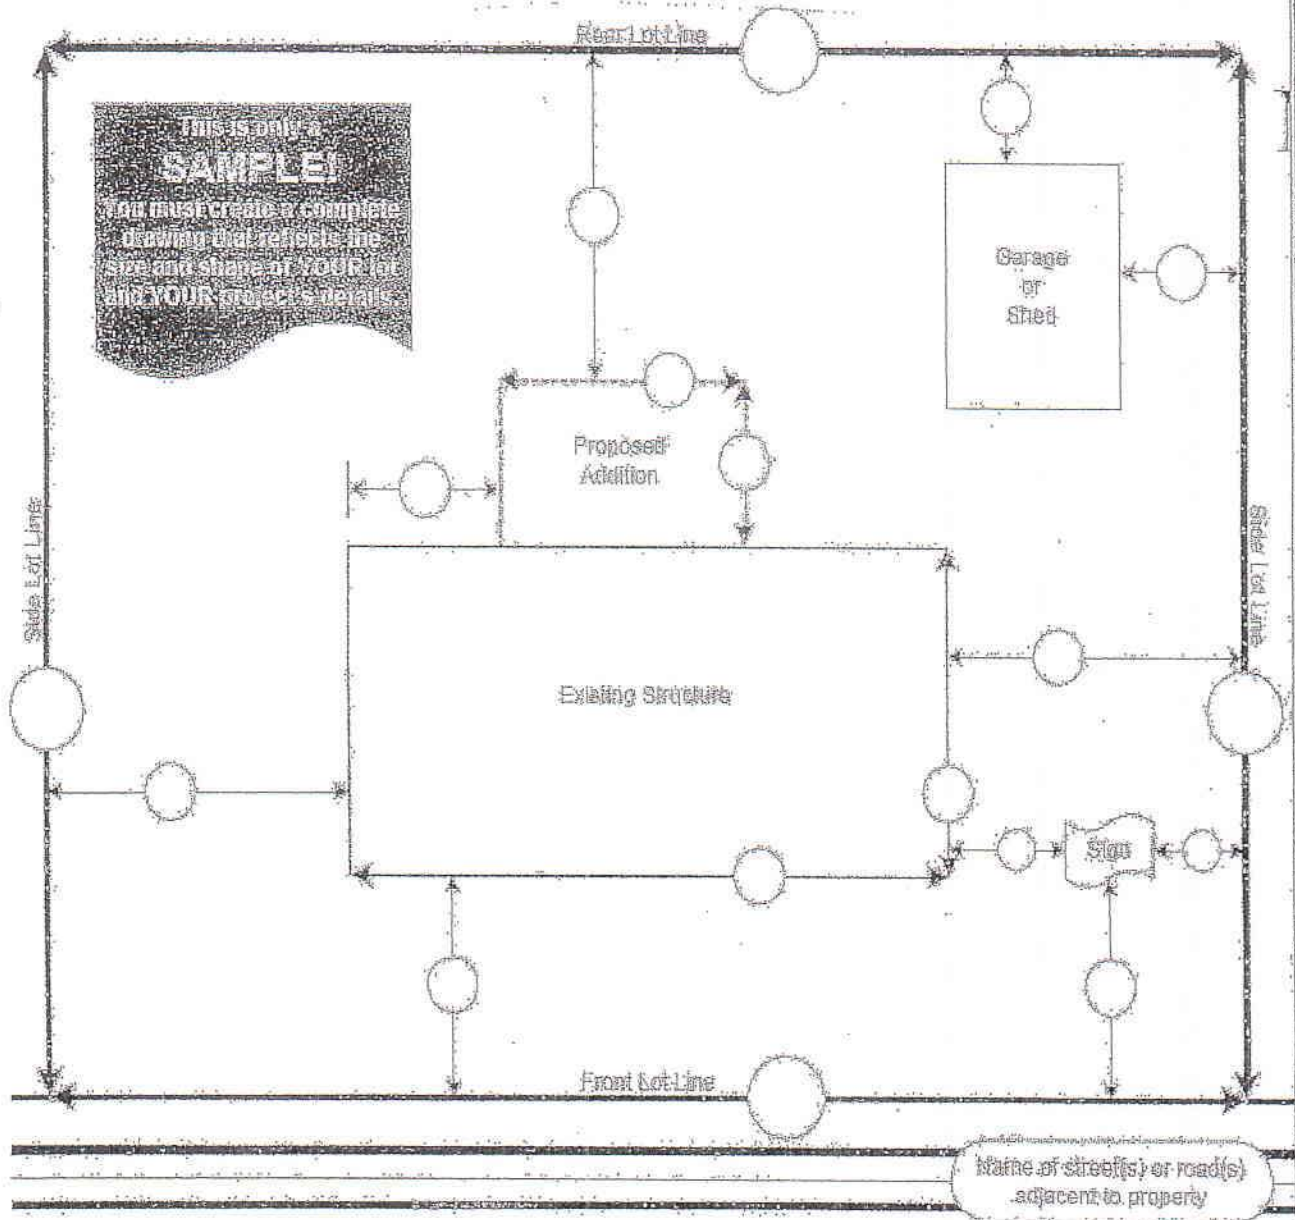 Rear Lot Line
This is only a
SAMPLE!
You must create a complete
drawing that reflects the
size and shape of YOUR lot
and YOUR project's details.
Garage
or
Shed
Proposed
Addition
Side Lot Line
Side Lot Line
Existing Structure
Sign
Front Lot Line
Name of street(s) or road(s)
adjacent to property